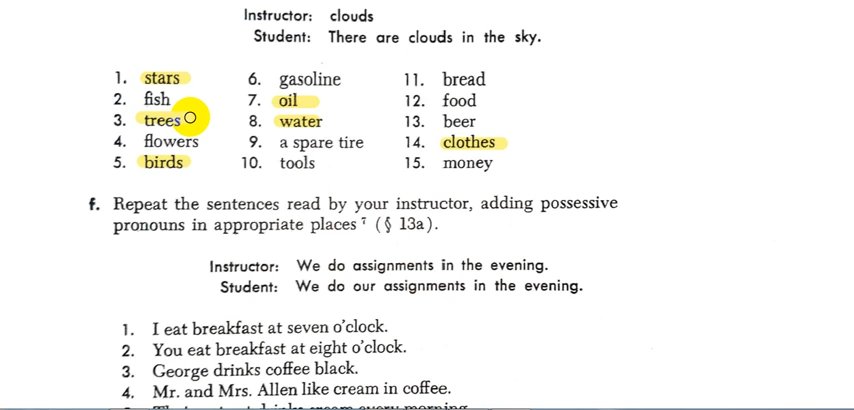 Instructor: clouds
Student: There are clouds in the sky.
1. stars
2. fish
3. trees
4. flowers
5. birds
6. gasoline
7. oil
8. water
9. a spare tire
10. tools
11. bread
12. food
13. beer
14. clothes
15. money
f. Repeat the sentences read by your instructor, adding possessive
pronouns in appropriate places ⁷ (§ 13a).
Instructor: We do assignments in the evening.
Student: We do our assignments in the evening.
1. I eat breakfast at seven o'clock.
2. You eat breakfast at eight o'clock.
3. George drinks coffee black.
4. Mr. and Mrs. Allen like cream in coffee.